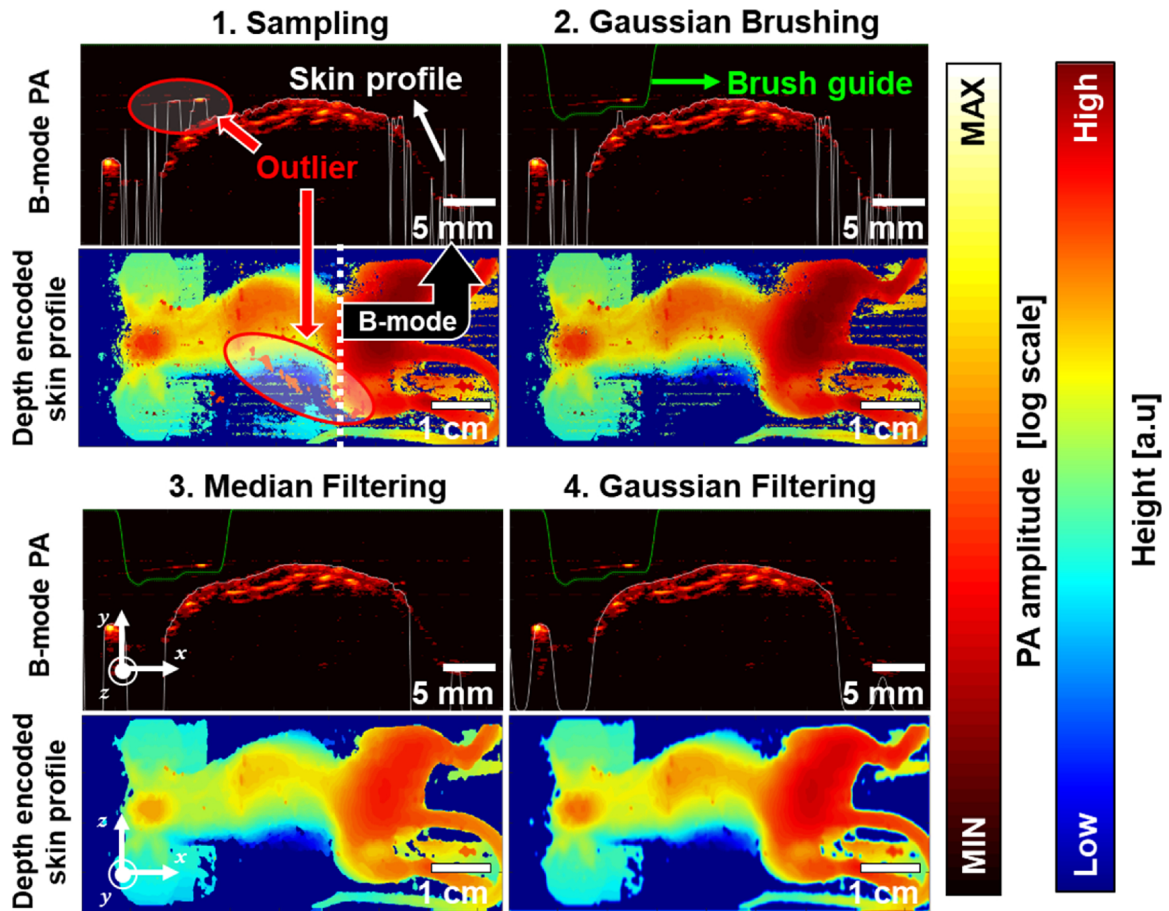 1. Sampling
2. Gaussian Brushing
B-mode PA
Skin profile
Outlier
5 mm
Brush guide
5 mm
Depth encoded
skin profile
B-mode
1 cm
1 cm
3. Median Filtering
4. Gaussian Filtering
B-mode PA
y
x
z
5 mm
5 mm
Depth encoded
skin profile
z
x
y
1 cm
1 cm
MAX
MIN
PA amplitude [log scale]
High
Low
Height [a.u]